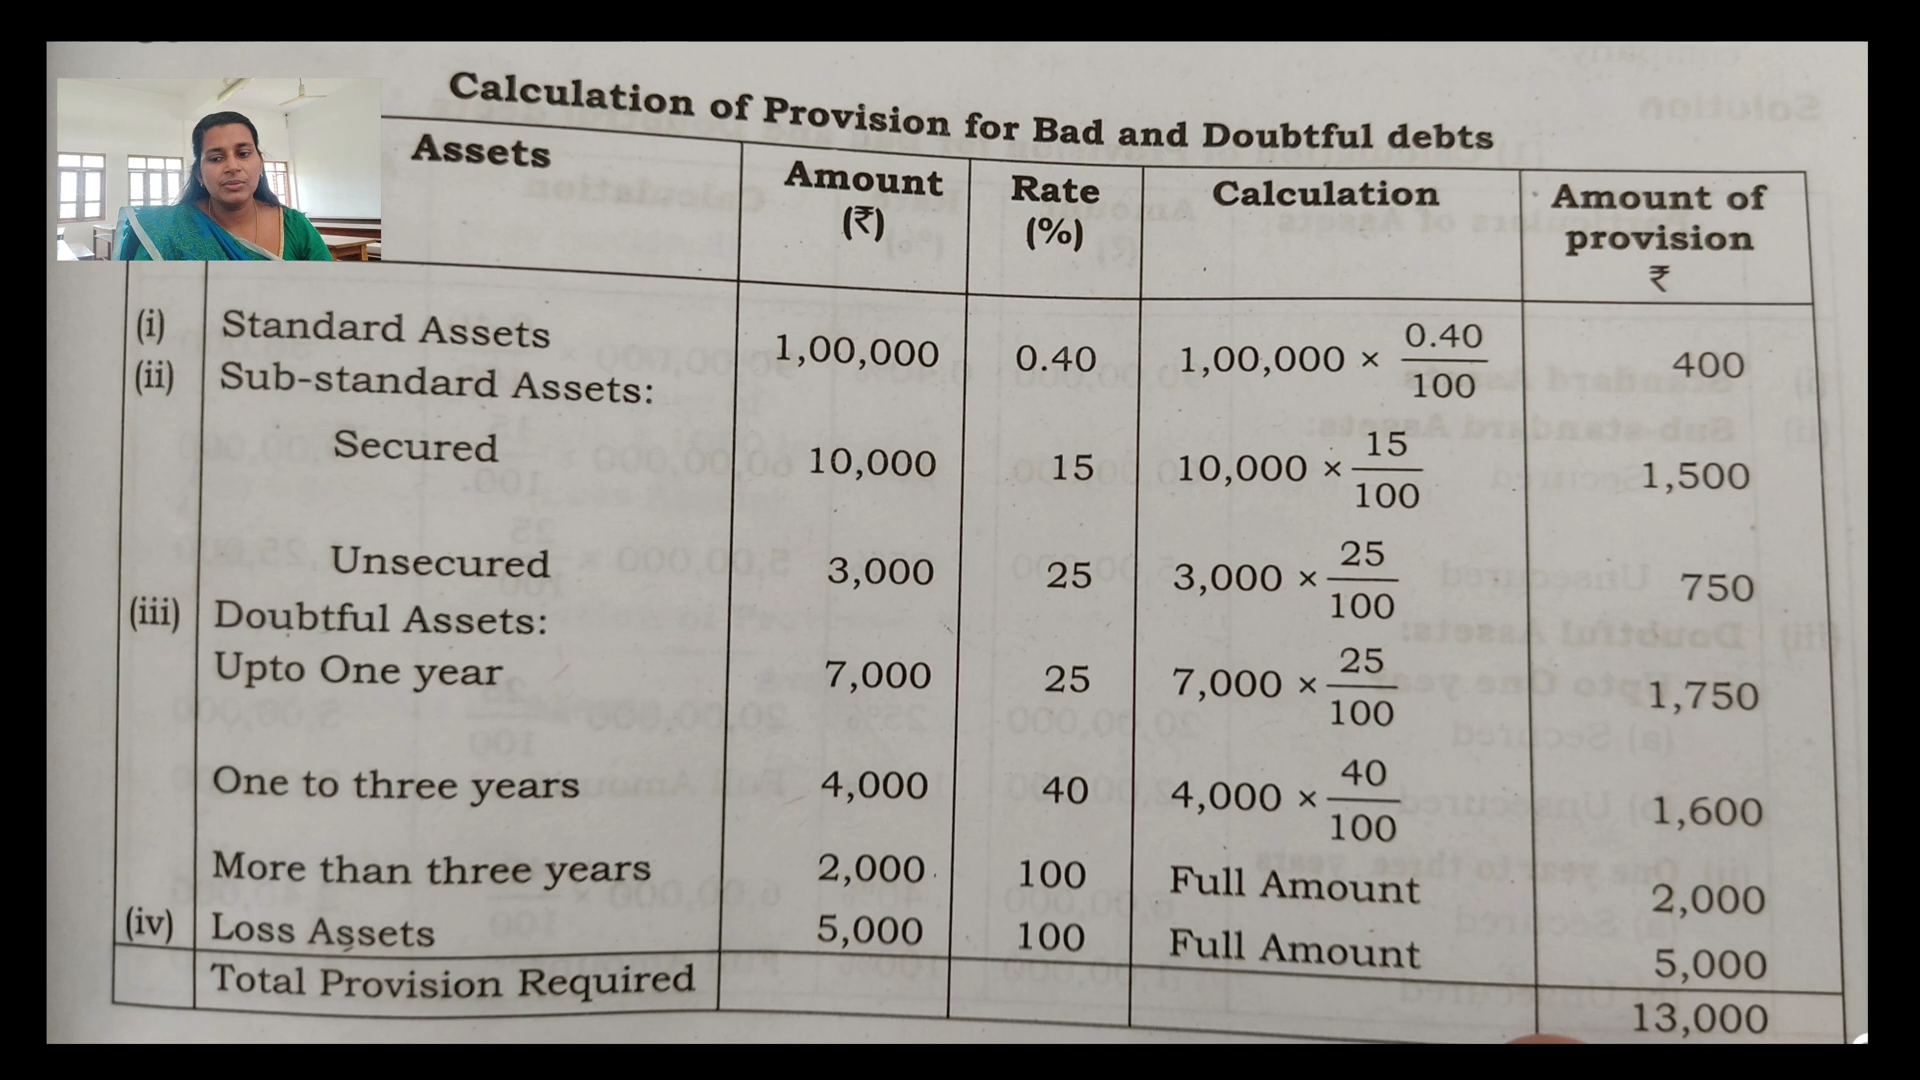 Calculation of Provision for Bad and Doubtful debts
Assets Amount (₹) Rate (%) Calculation Amount of provision ₹
(i) Standard Assets 1,00,000 0.40 1,00,000 × 0.40/100 400
(ii) Sub-standard Assets:
Secured 10,000 15 10,000 × 15/100 1,500
Unsecured 3,000 25 3,000 × 25/100 750
(iii) Doubtful Assets:
Upto One year 7,000 25 7,000 × 25/100 1,750
One to three years 4,000 40 4,000 × 40/100 1,600
More than three years 2,000 100 Full Amount 2,000
(iv) Loss Assets 5,000 100 Full Amount 5,000
Total Provision Required 13,000